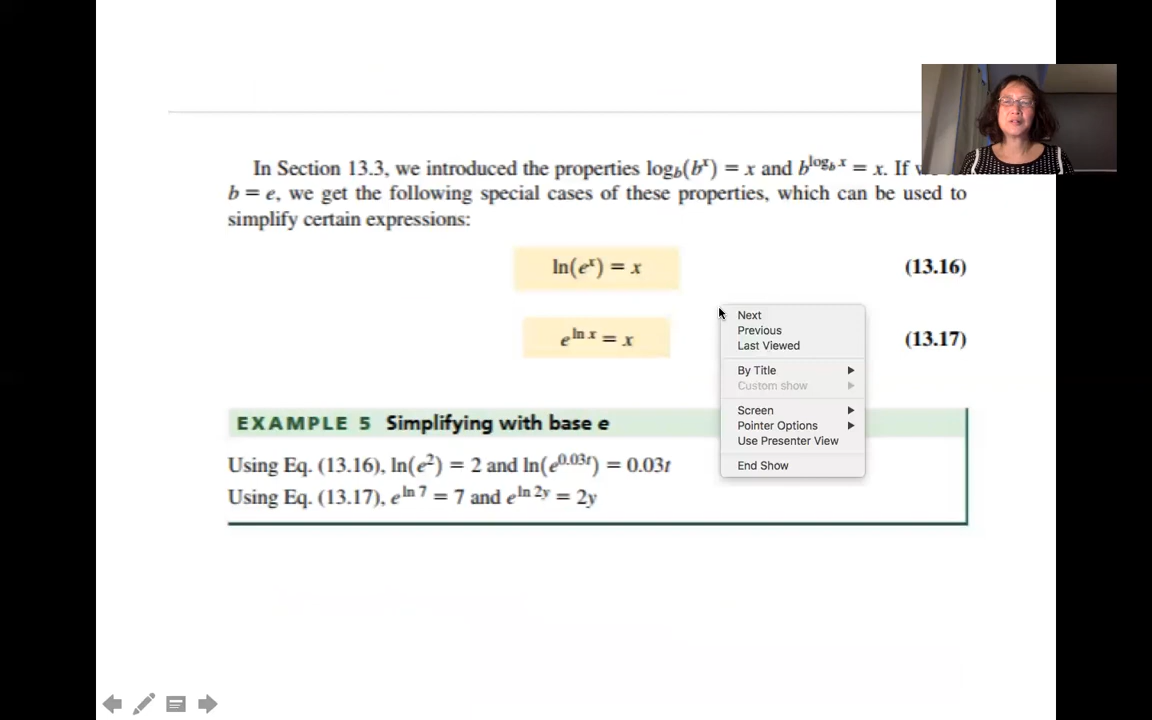 In Section 13.3, we introduced the properties log_b(b^x) = x and b^(log_b x) = x. If
b = e, we get the following special cases of these properties, which can be used to
simplify certain expressions:
ln(e^x) = x (13.16)
e^(ln x) = x (13.17)
Next
Previous
Last Viewed
By Title
Custom show
Screen
Pointer Options
Use Presenter View
End Show
EXAMPLE 5 Simplifying with base e
Using Eq. (13.16), ln(e^2) = 2 and ln(e^(0.03t)) = 0.03t
Using Eq. (13.17), e^(ln 7) = 7 and e^(ln 2y) = 2y